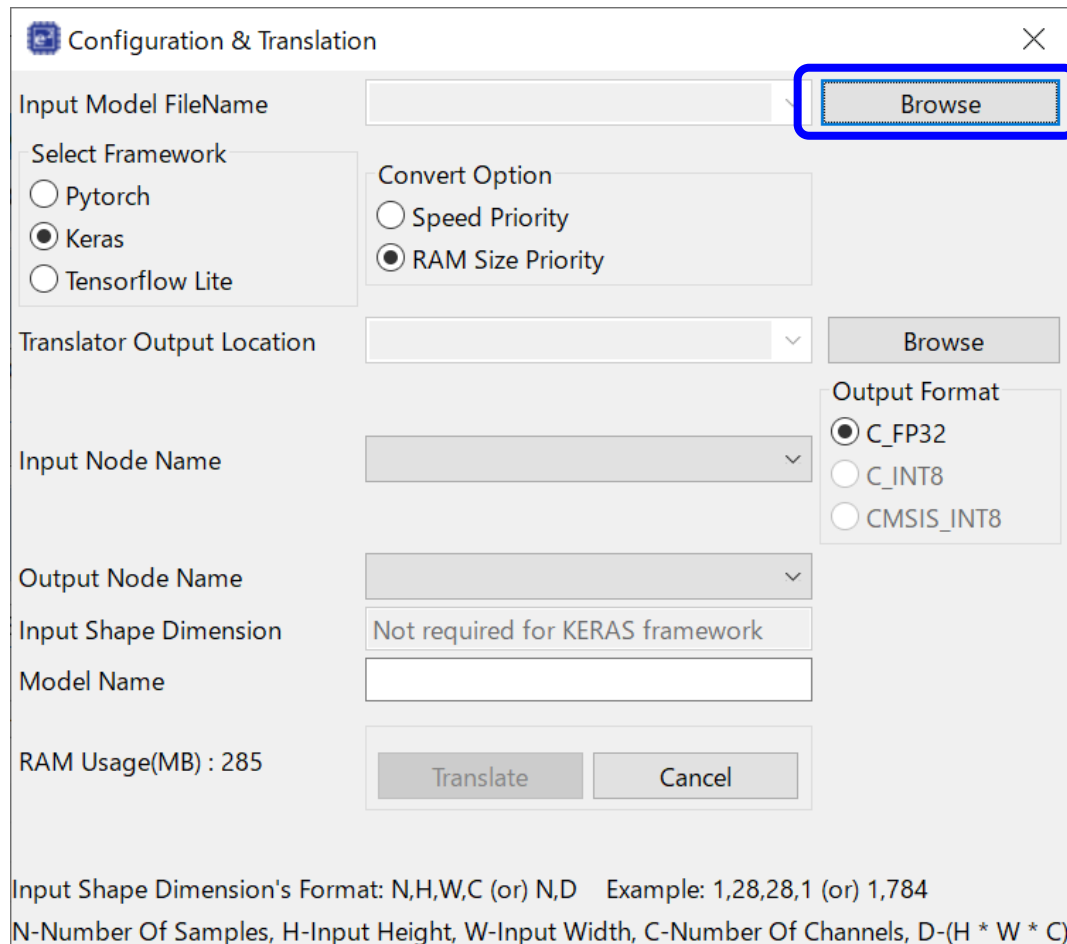 Configuration & Translation
Input Model FileName
Browse
Select Framework
Pytorch
Keras
Tensorflow Lite
Convert Option
Speed Priority
RAM Size Priority
Translator Output Location
Browse
Output Format
C_FP32
C_INT8
CMSIS_INT8
Input Node Name
Output Node Name
Input Shape Dimension
Not required for KERAS framework
Model Name
RAM Usage(MB) : 285
Translate
Cancel
Input Shape Dimension's Format: N,H,W,C (or) N,D Example: 1,28,28,1 (or) 1,784
N-Number Of Samples, H-Input Height, W-Input Width, C-Number Of Channels, D-(H * W * C)